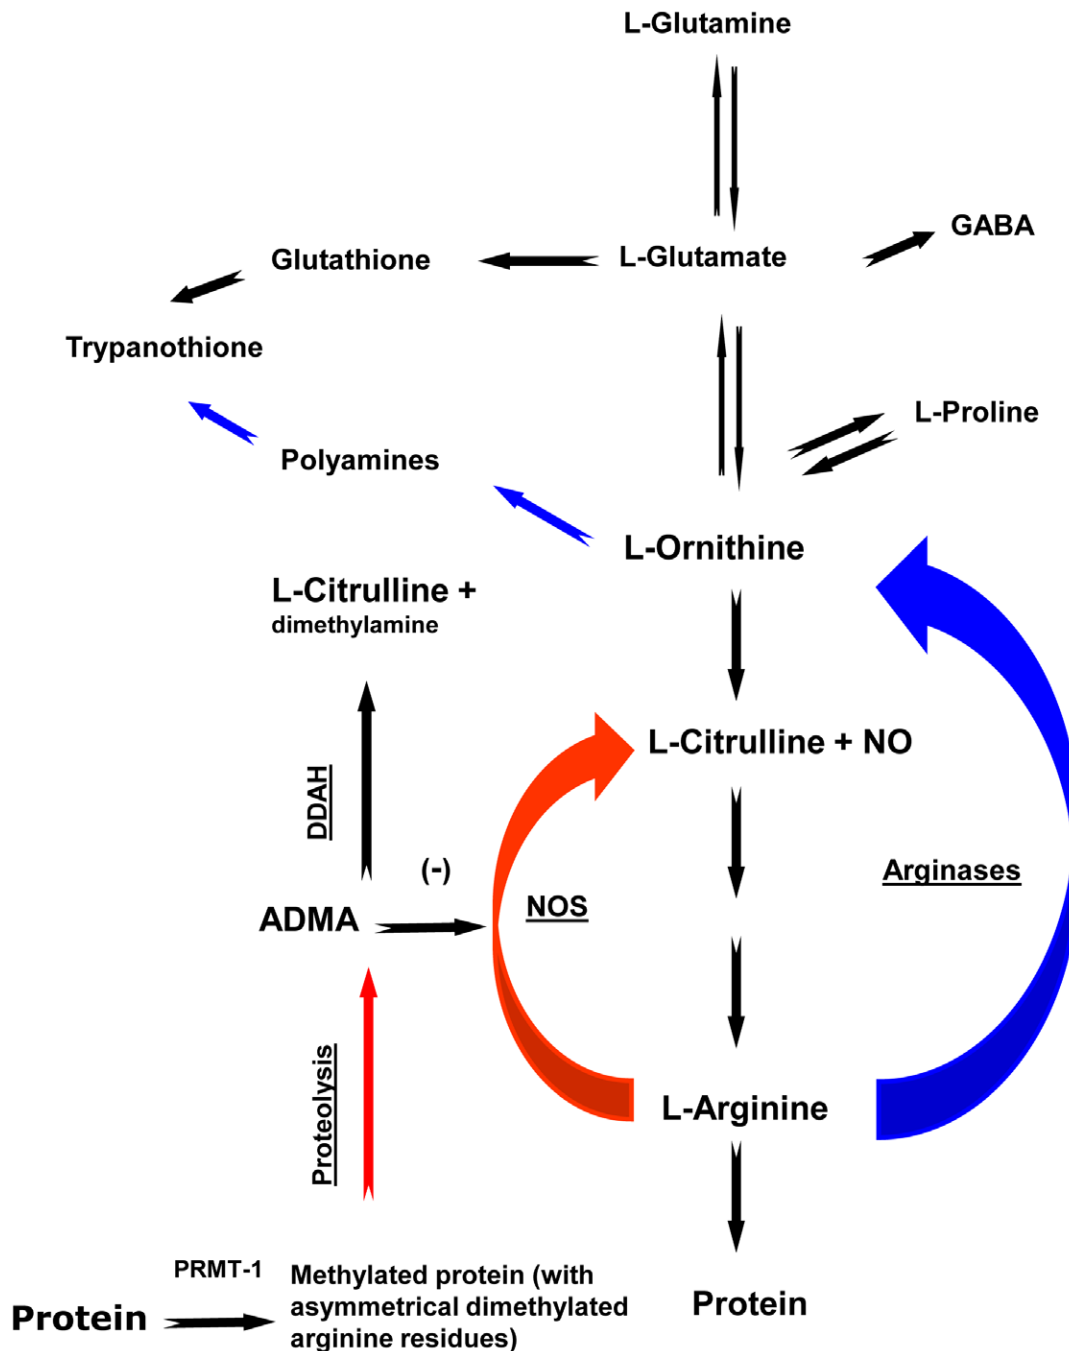 L-Glutamine
GABA
Glutathione
L-Glutamate
Trypanothione
L-Proline
Polyamines
L-Ornithine
L-Citrulline +
dimethylamine
L-Citrulline + NO
DDAH
(-)
Arginases
ADMA
NOS
Proteolysis
L-Arginine
PRMT-1
Protein
Methylated protein (with
asymmetrical dimethylated
arginine residues)
Protein